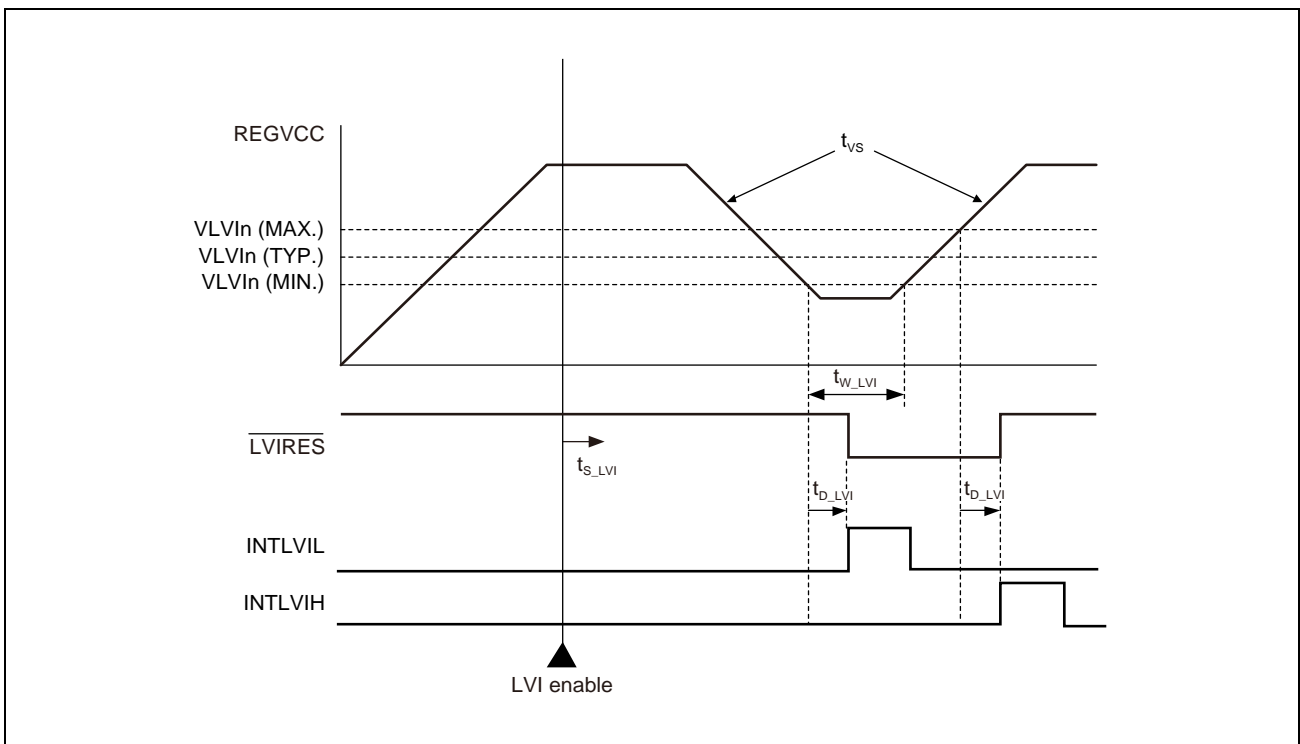 REGVCC
tVS
VLVIn (MAX.)
VLVIn (TYP.)
VLVIn (MIN.)
tW_LVI
LVIRES
tS_LVI
tD_LVI
tD_LVI
INTLVIL
INTLVIH
LVI enable